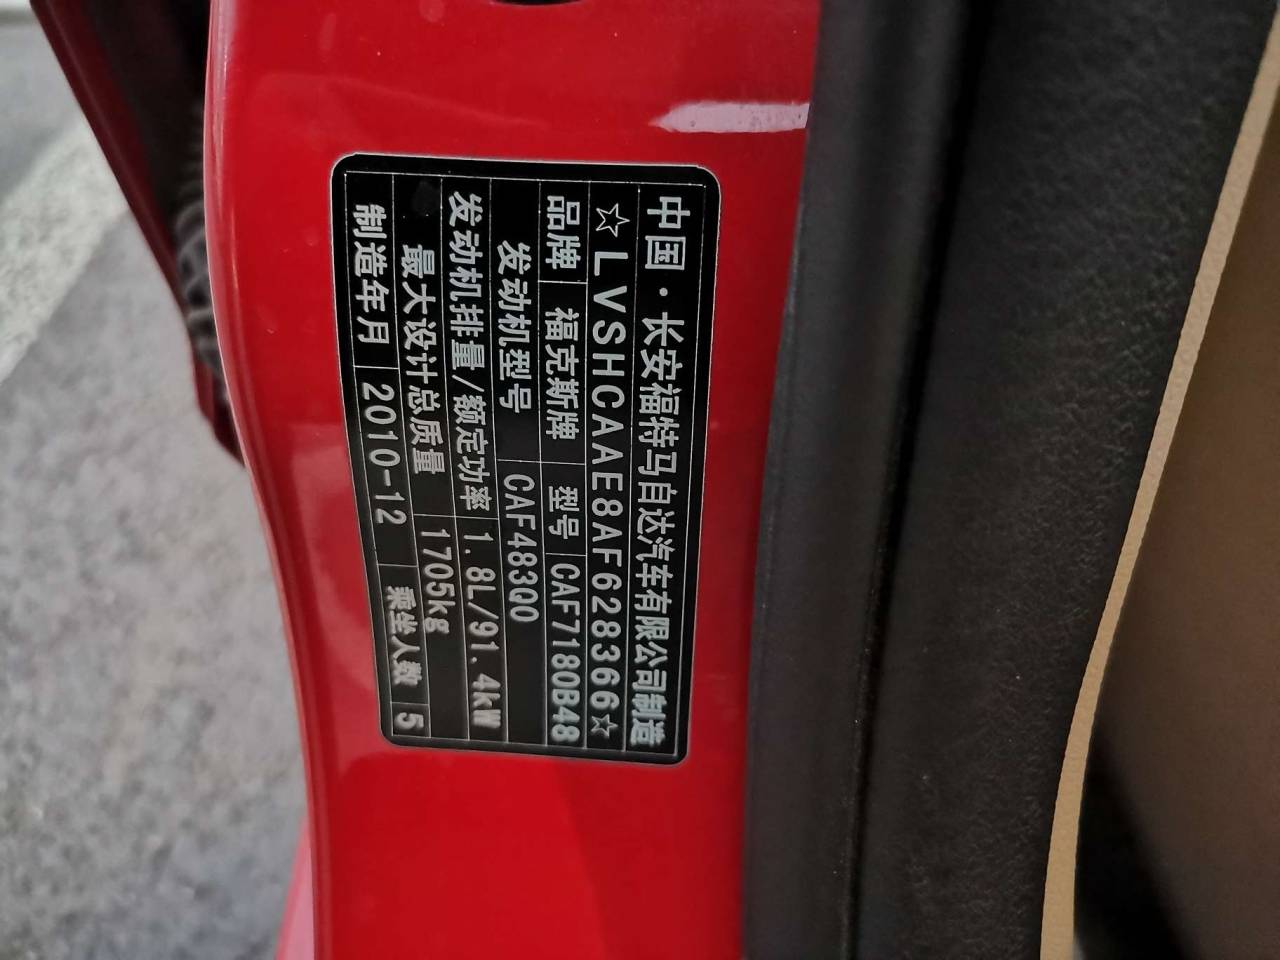 中国·长安福特马自达汽车有限公司制造
☆LVSHCAAE8AF628366☆
品牌 福克斯牌 型号 CAF7180B48
发动机型号 CAF483Q0
发动机排量/额定功率 1.8L/91.4kW
最大设计总质量 1705kg
制造年月 2010-12 乘坐人数 5